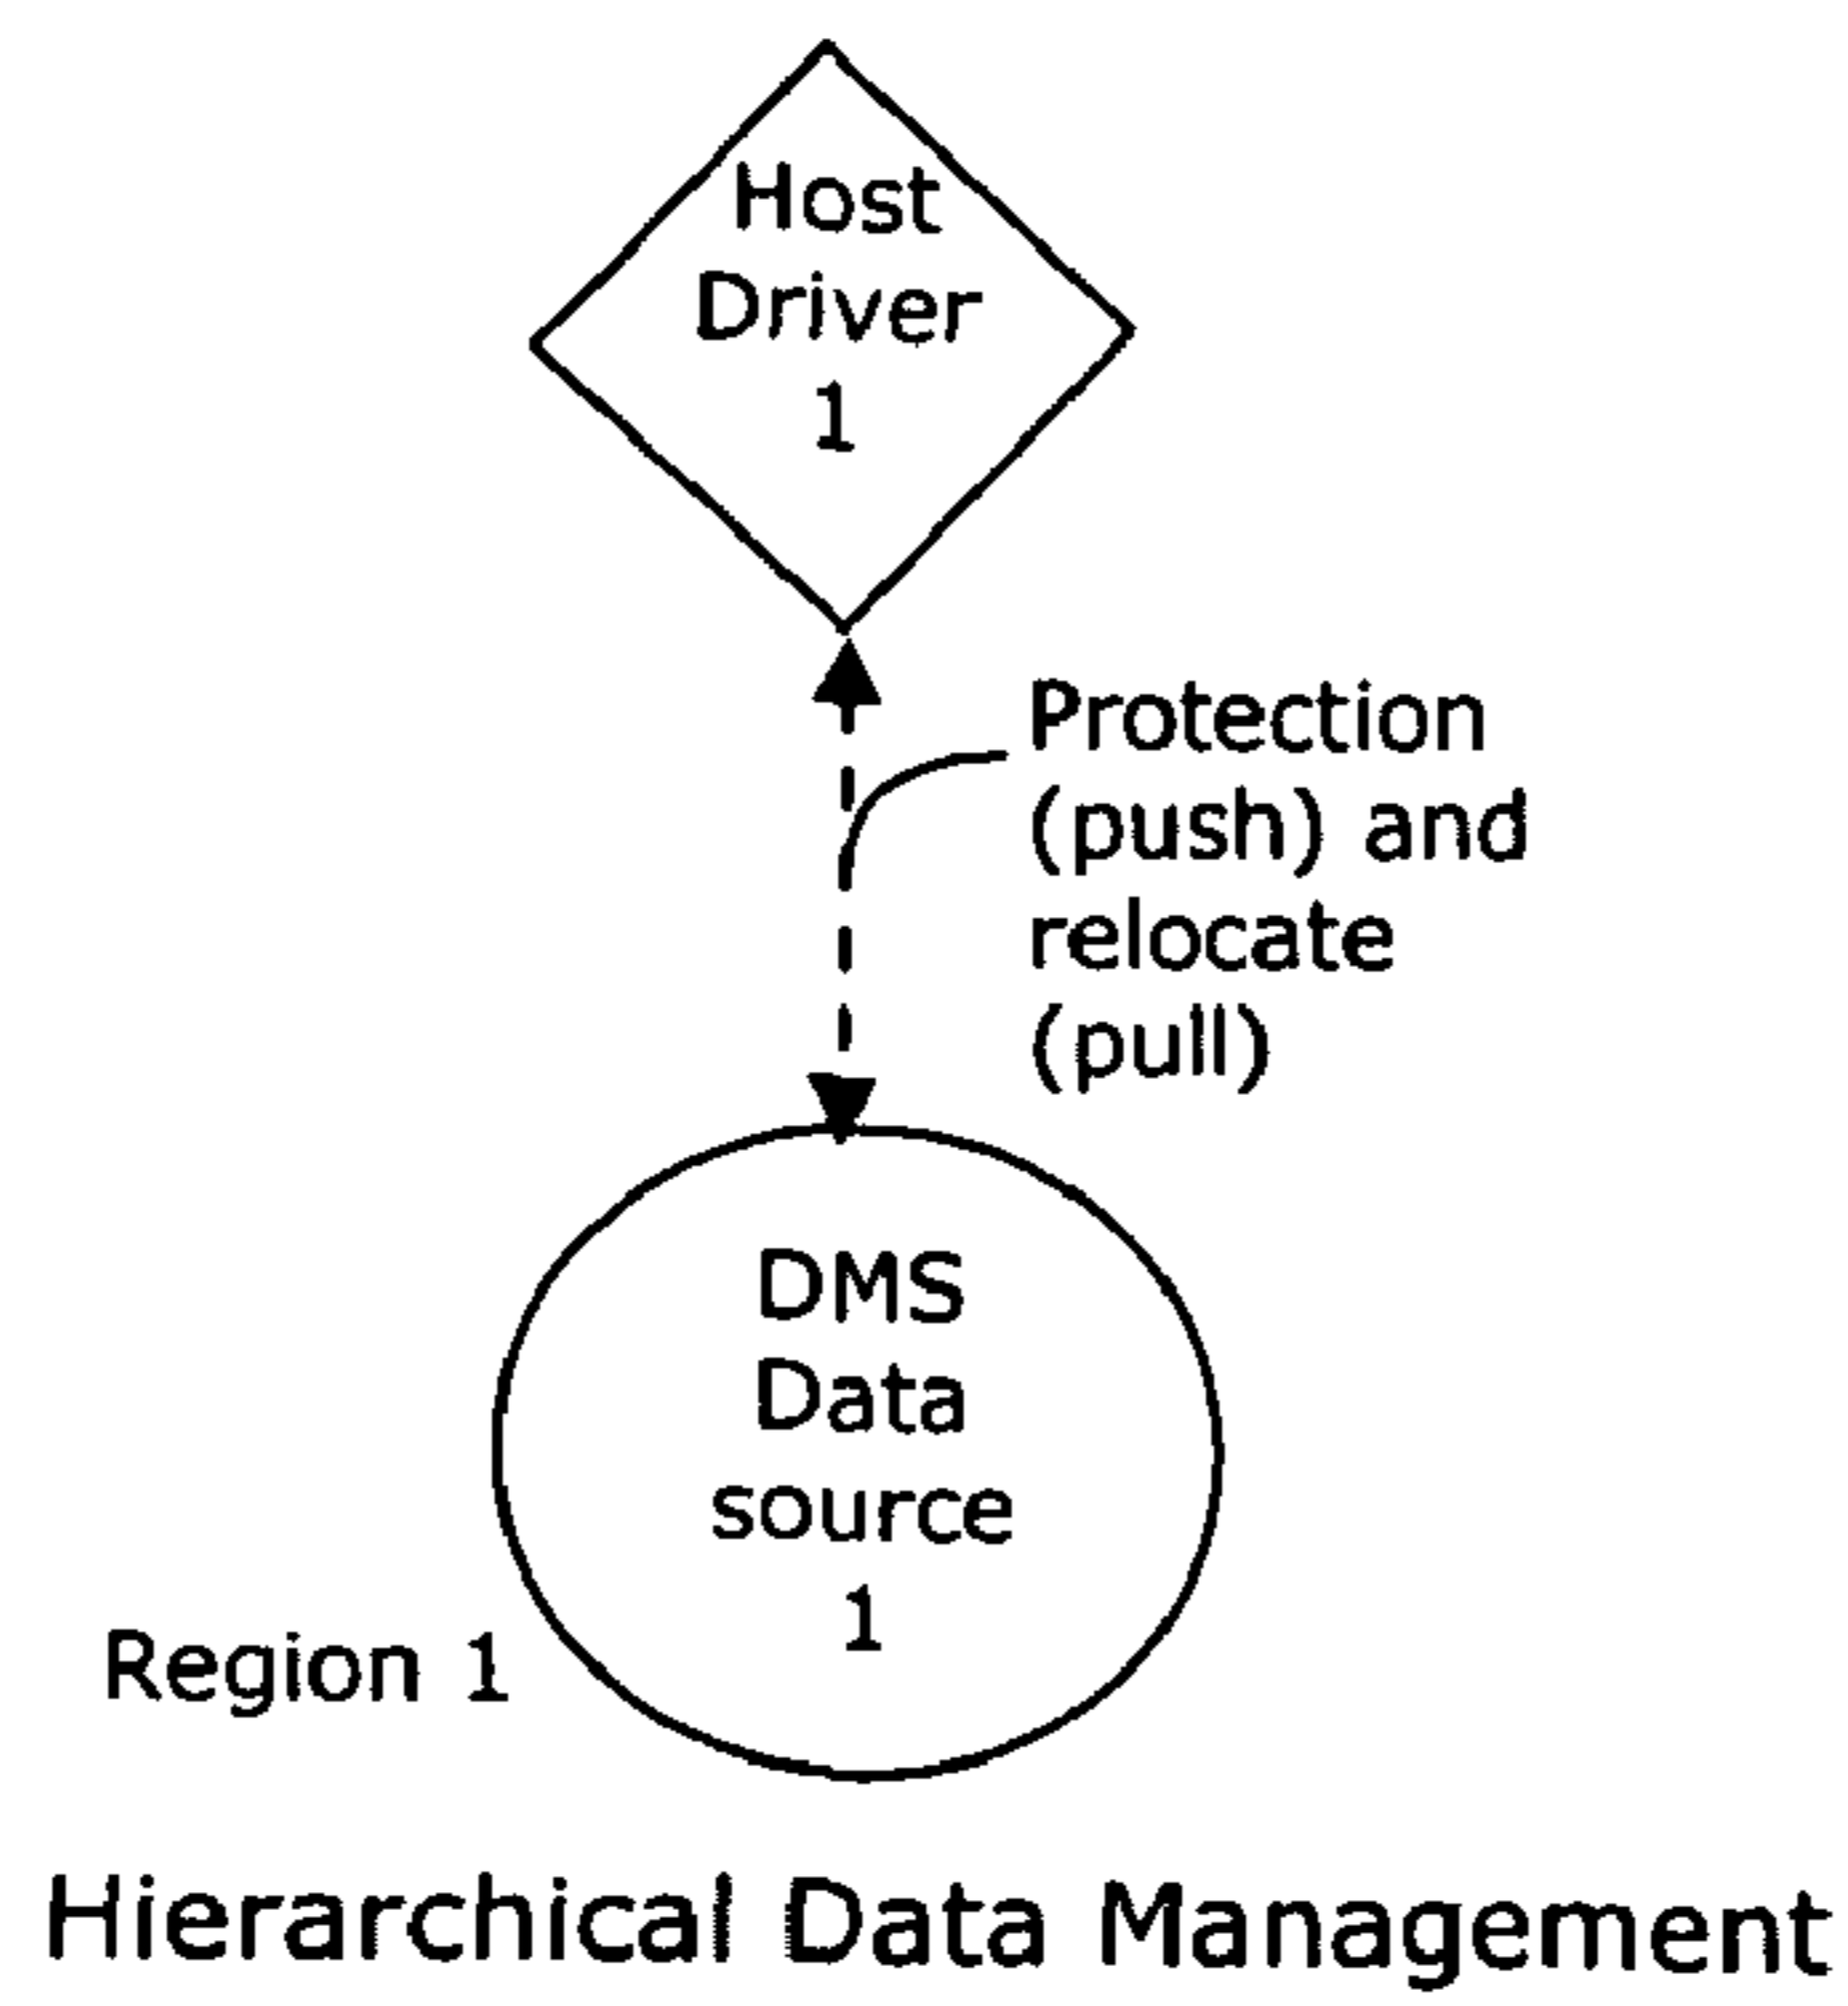 Host
Driver
1
Protection
(push) and
relocate
(pull)
DMS
Data
source
1
Region 1
Hierarchical Data Management